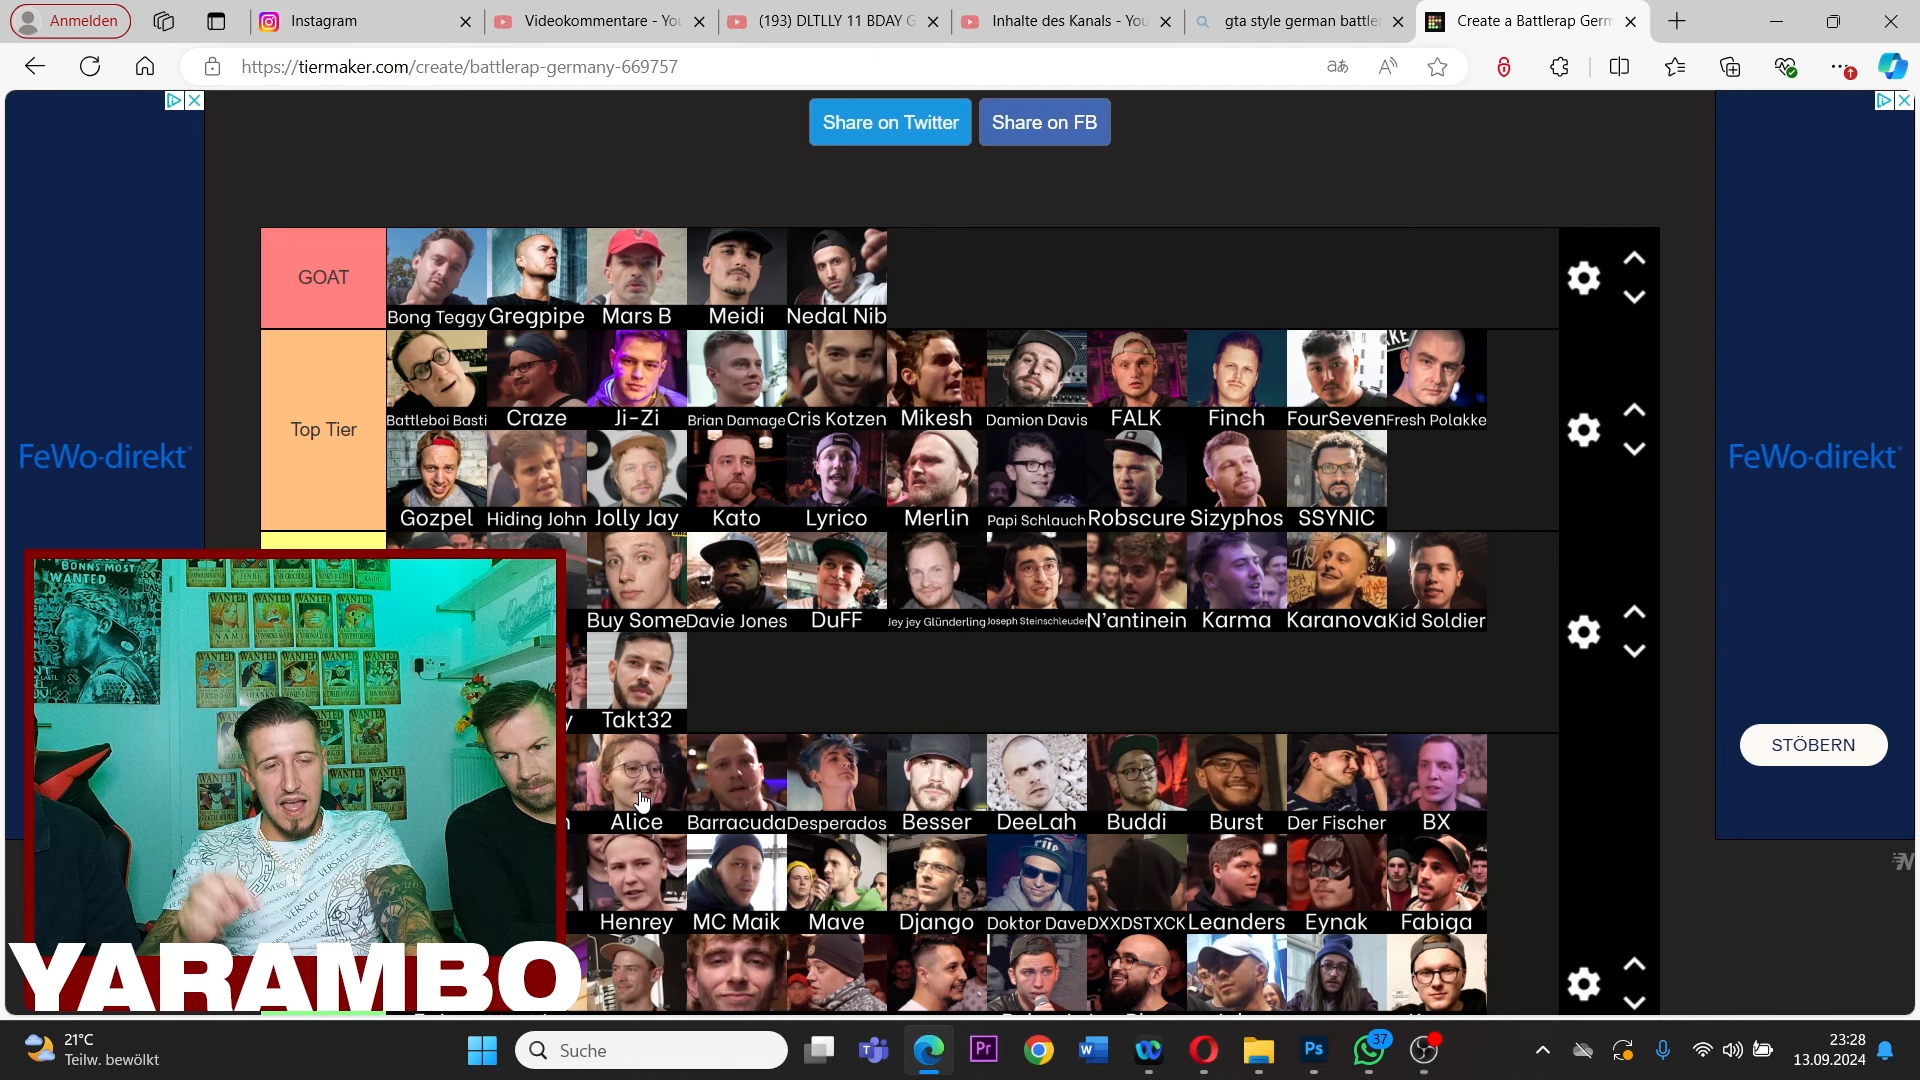 Anmelden
Instagram
Videokommentare - You
(193) DLTLLY 11 BDAY G
Inhalte des Kanals - You
gta style german battler
Create a Battlerap Germ
https://tiermaker.com/create/battlerap-germany-669757
Share on Twitter
Share on FB
GOAT
Bong Teggy
Gregpipe
Mars B
Meidi
Nedal Nib
Top Tier
Battleboi Basti
Craze
Ji-Zi
Brian Damage
Cris Kotzen
Mikesh
Damion Davis
FALK
Finch
FourSeven
Fresh Polakke
FeWo-direkt
FeWo-direkt
Gozpel
Hiding John
Jolly Jay
Kato
Lyrico
Merlin
Papi Schlauch
Robscure
Sizyphos
SSYNIC
Buy Some
Davie Jones
DuFF
Jey jey Glünderling
Joseph Steinschleuder
N'antinein
Karma
Karanova
Kid Soldier
y
Takt32
STÖBERN
n
Alice
Barracuda
Desperados
Besser
DeeLah
Buddi
Burst
Der Fischer
BX
Henrey
MC Maik
Mave
Django
Doktor Dave
DXXDSTXCK
Leanders
Eynak
Fabiga
BONNS MOST
WANTED
YARAMBO
21°C
Teilw. bewölkt
Suche
37
23:28
13.09.2024